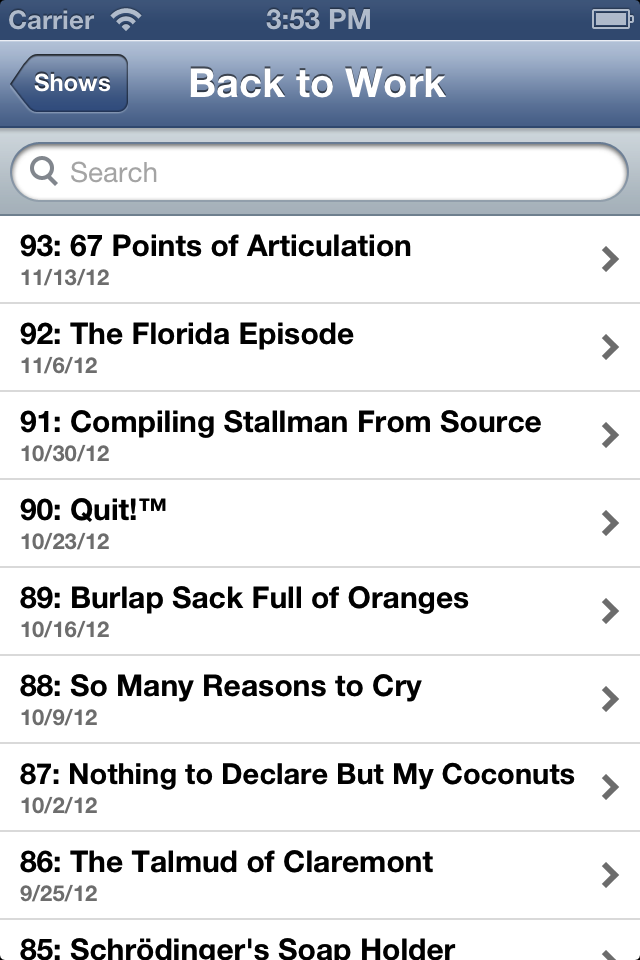 Carrier 3:53 PM
Shows Back to Work
Search
93: 67 Points of Articulation
11/13/12
92: The Florida Episode
11/6/12
91: Compiling Stallman From Source
10/30/12
90: Quit!™
10/23/12
89: Burlap Sack Full of Oranges
10/16/12
88: So Many Reasons to Cry
10/9/12
87: Nothing to Declare But My Coconuts
10/2/12
86: The Talmud of Claremont
9/25/12
85: Schrödinger's Soap Holder